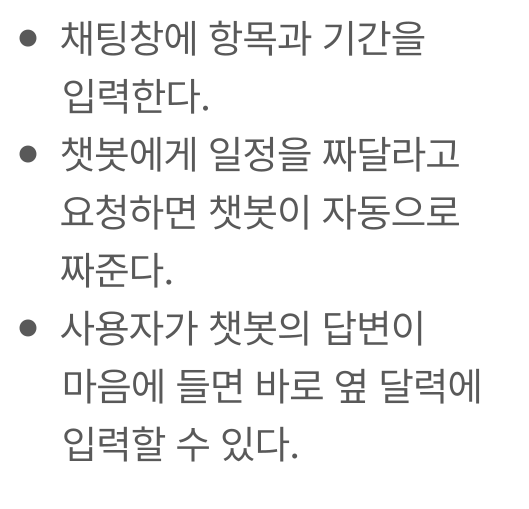 ● 채팅창에 항목과 기간을
입력한다.
● 챗봇에게 일정을 짜달라고
요청하면 챗봇이 자동으로
짜준다.
● 사용자가 챗봇의 답변이
마음에 들면 바로 옆 달력에
입력할 수 있다.